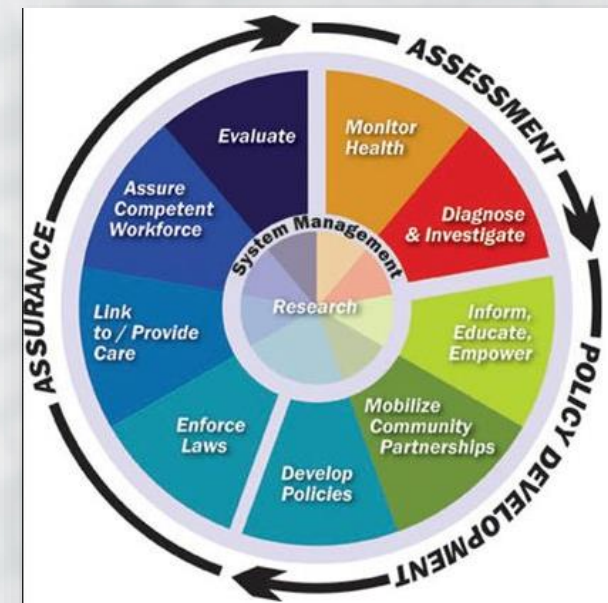 ASSESSMENT
Monitor
Health
Diagnose
& Investigate
POLICY DEVELOPMENT
Inform,
Educate,
Empower
Mobilize
Community
Partnerships
Develop
Policies
ASSURANCE
Enforce
Laws
Link
to / Provide
Care
Assure
Competent
Workforce
Evaluate
System Management
Research